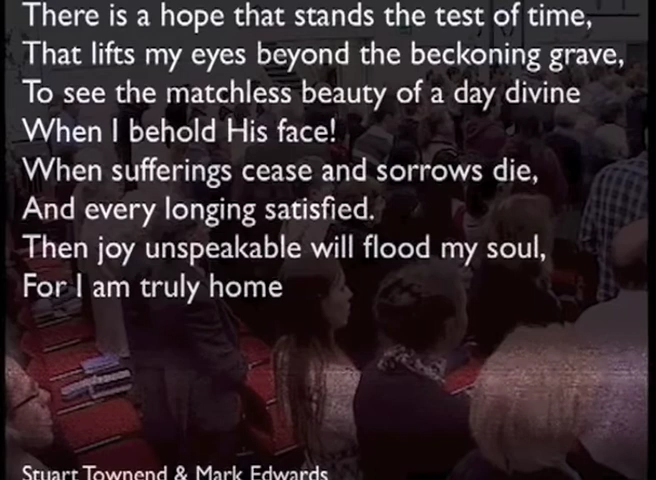 There is a hope that stands the test of time,
That lifts my eyes beyond the beckoning grave,
To see the matchless beauty of a day divine
When I behold His face!
When sufferings cease and sorrows die,
And every longing satisfied.
Then joy unspeakable will flood my soul,
For I am truly home
Stuart Townend & Mark Edwards